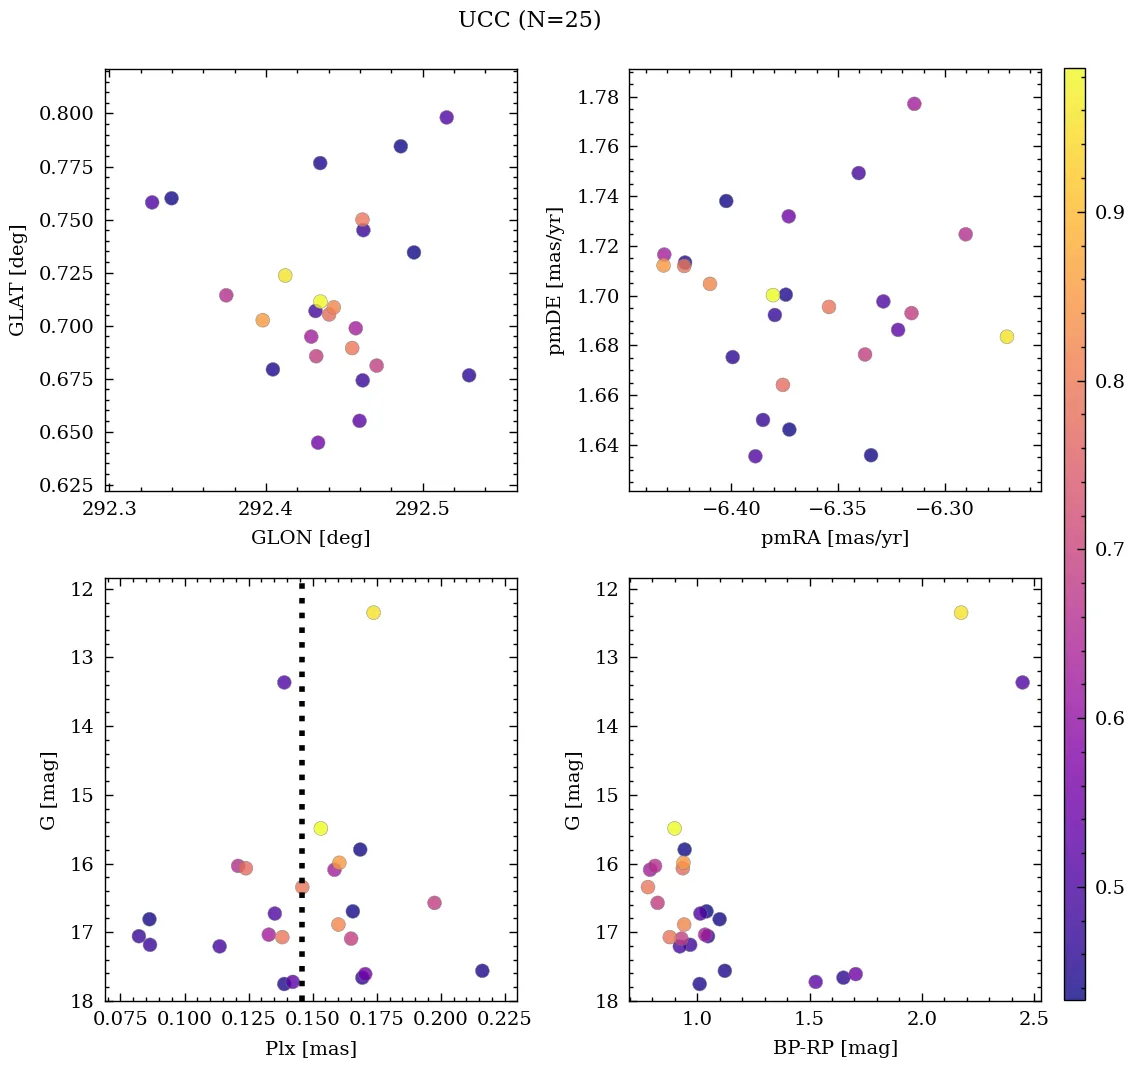 UCC (N=25)
0.800
0.775
0.750
0.725
0.700
0.675
0.650
0.625
GLAT [deg]
292.3 292.4 292.5
GLON [deg]
1.78
1.76
1.74
1.72
1.70
1.68
1.66
1.64
pmDE [mas/yr]
−6.40 −6.35 −6.30
pmRA [mas/yr]
12
13
14
15
16
17
18
G [mag]
0.075 0.100 0.125 0.150 0.175 0.200 0.225
Plx [mas]
12
13
14
15
16
17
18
G [mag]
1.0 1.5 2.0 2.5
BP-RP [mag]
0.9
0.8
0.7
0.6
0.5